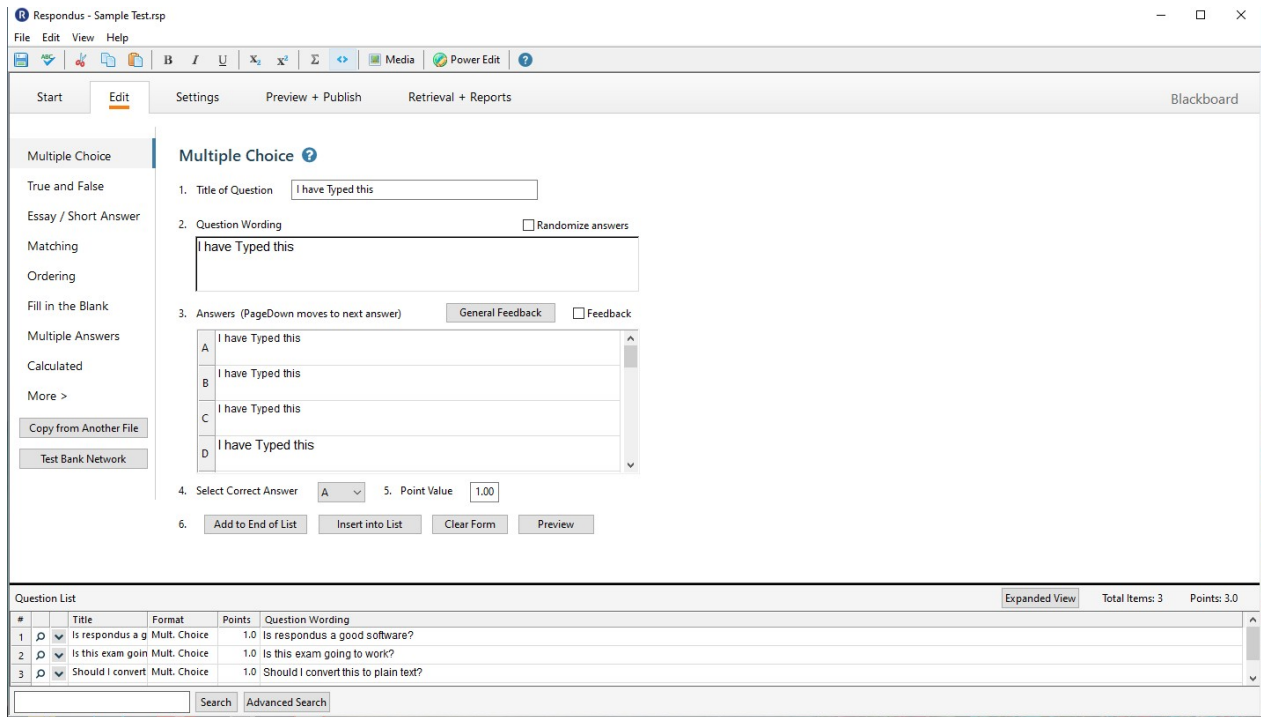 R Respondus - Sample Test.rsp
File Edit View Help
ABC B I U X₂ X² Σ <> Media Power Edit ?
Start Edit Settings Preview + Publish Retrieval + Reports Blackboard
Multiple Choice
True and False
Essay / Short Answer
Matching
Ordering
Fill in the Blank
Multiple Answers
Calculated
More >
Copy from Another File
Test Bank Network
Multiple Choice ?
1. Title of Question I have Typed this
2. Question Wording Randomize answers
I have Typed this
3. Answers (PageDown moves to next answer) General Feedback Feedback
A I have Typed this
B I have Typed this
C I have Typed this
D I have Typed this
4. Select Correct Answer A 5. Point Value 1.00
6. Add to End of List Insert into List Clear Form Preview
Question List Expanded View Total Items: 3 Points: 3.0
# Title Format Points Question Wording
1 Is respondus a g Mult. Choice 1.0 Is respondus a good software?
2 Is this exam goin Mult. Choice 1.0 Is this exam going to work?
3 Should I convert Mult. Choice 1.0 Should I convert this to plain text?
Search Advanced Search